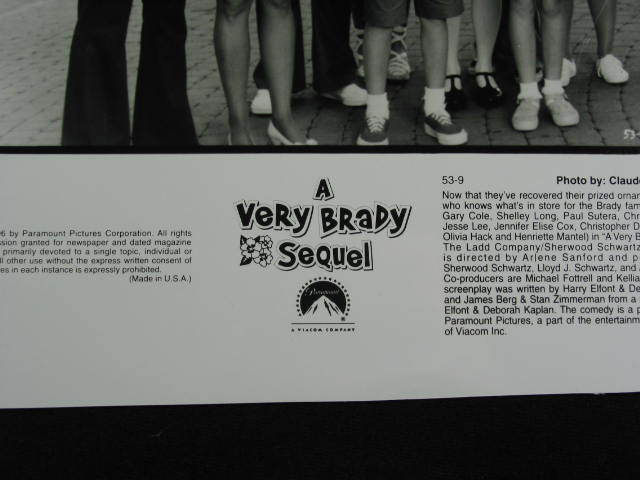 53-
6 by Paramount Pictures Corporation. All rights
ssion granted for newspaper and dated magazine
primarily devoted to a single topic, individual or
ll other use without the express written consent of
es in each instance is expressly prohibited.
(Made in U.S.A.)
A
VERY BRADY
SEQUEL
Paramount
A VIACOM COMPANY
53-9 Photo by: Claude
Now that they've recovered their prized ornam
who knows what's in store for the Brady fam
Gary Cole, Shelley Long, Paul Sutera, Chr
Jesse Lee, Jennifer Elise Cox, Christopher D
Olivia Hack and Henriette Mantel) in "A Very B
The Ladd Company/Sherwood Schwartz
is directed by Arlene Sanford and p
Sherwood Schwartz, Lloyd J. Schwartz, and
Co-producers are Michael Fottrell and Kellia
screenplay was written by Harry Elfont & De
and James Berg & Stan Zimmerman from a
Elfont & Deborah Kaplan. The comedy is a p
Paramount Pictures, a part of the entertainm
of Viacom Inc.